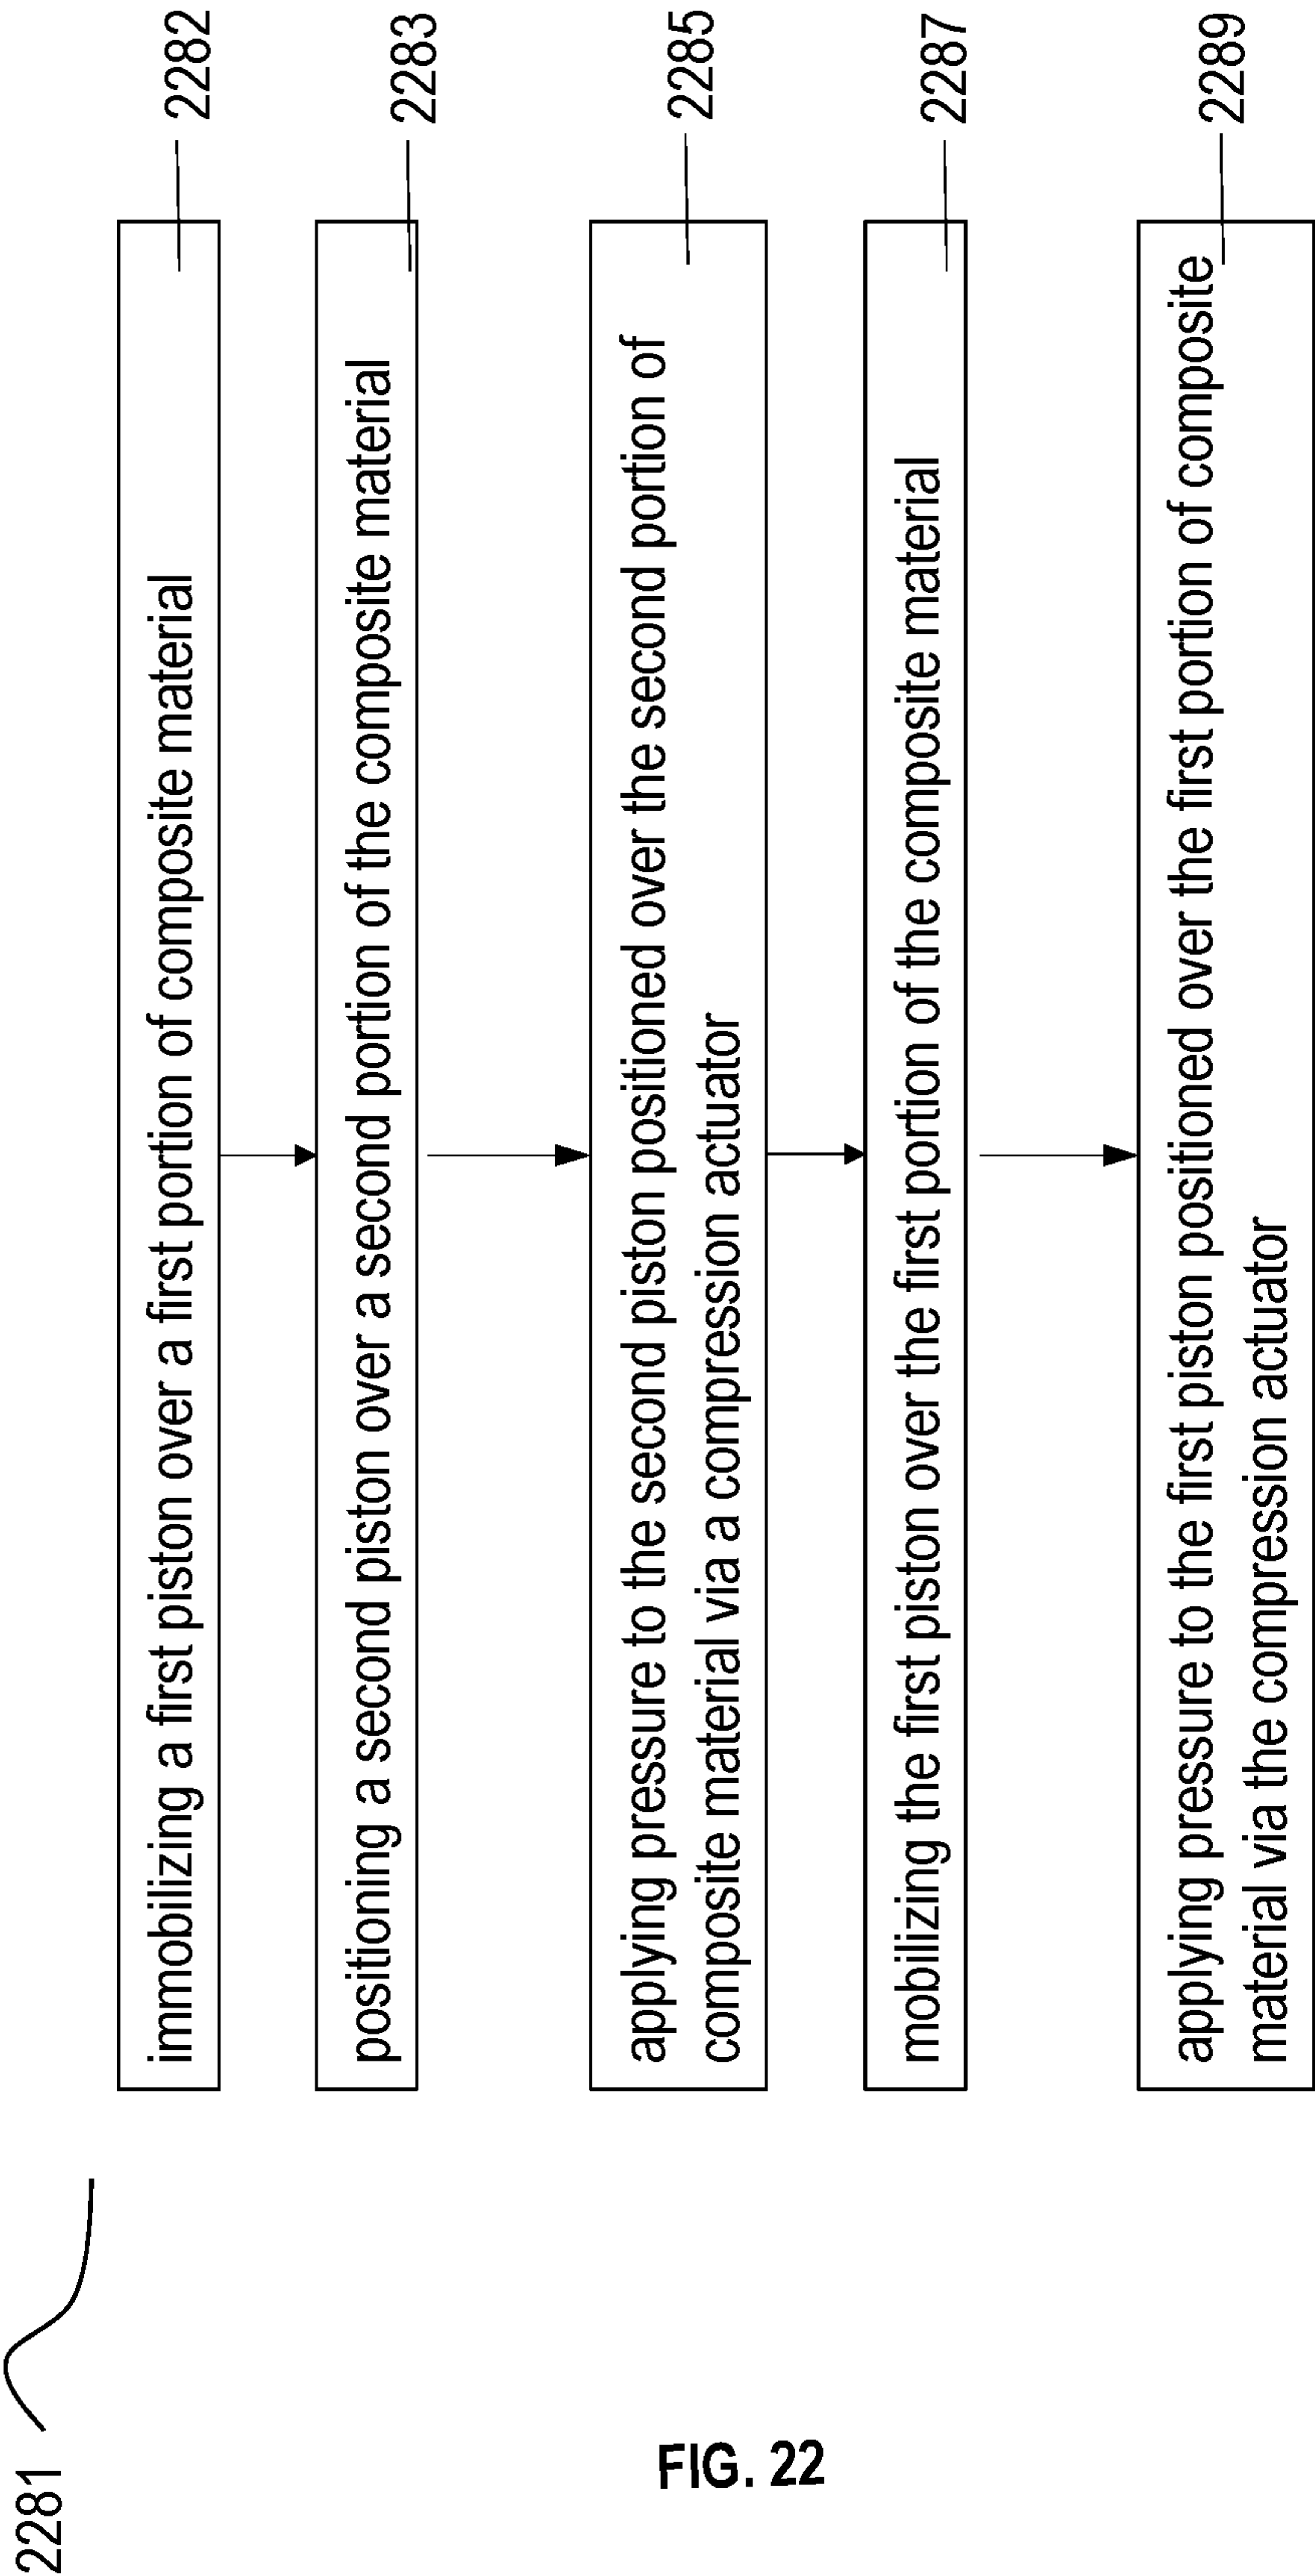 2281
immobilizing a first piston over a first portion of composite material
2282
positioning a second piston over a second portion of the composite material
2283
applying pressure to the second piston positioned over the second portion of
composite material via a compression actuator
2285
mobilizing the first piston over the first portion of the composite material
2287
applying pressure to the first piston positioned over the first portion of composite
material via the compression actuator
2289
FIG. 22